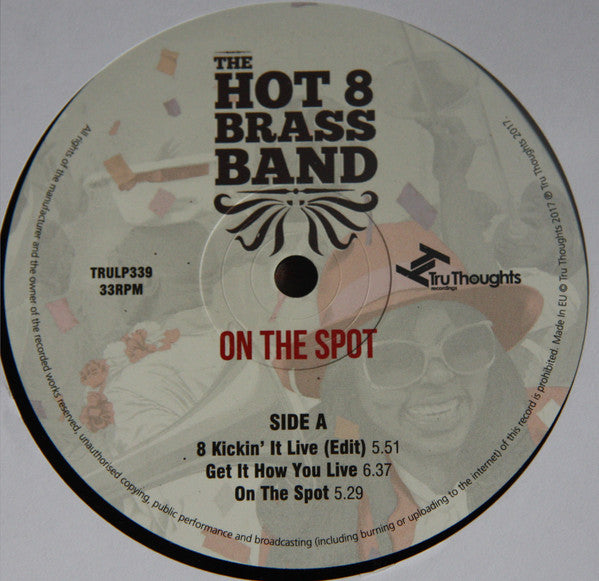 THE
HOT 8
BRASS
BAND
TRULP339
33RPM
Tru Thoughts
recordings
ON THE SPOT
SIDE A
8 Kickin' It Live (Edit) 5.51
Get It How You Live 6.37
On The Spot 5.29
All rights of the manufacturer and the owner of the recorded works reserved, unauthorised copying, public performance and broadcasting (including burning or uploading to the internet) of this record is prohibited. Made In EU © Tru Thoughts 2017 ℗ Tru Thoughts 2017.